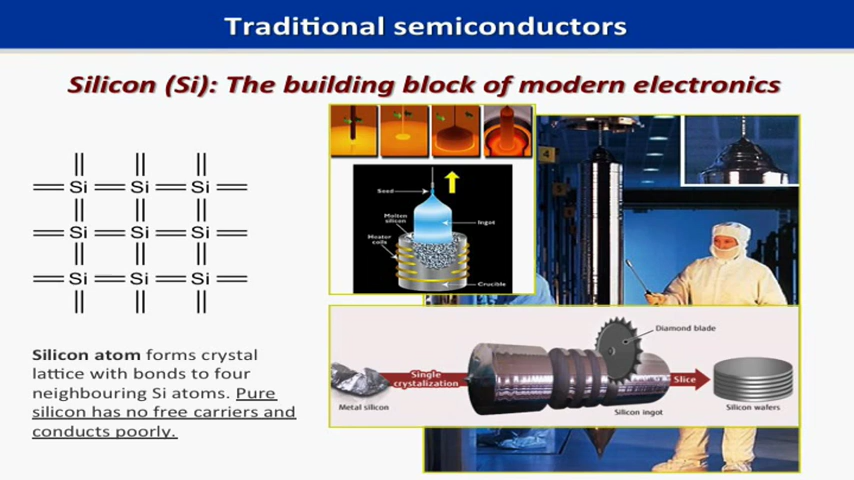 Traditional semiconductors
Silicon (Si): The building block of modern electronics
Si Si Si
Si Si Si
Si Si Si
Silicon atom forms crystal
lattice with bonds to four
neighbouring Si atoms. Pure
silicon has no free carriers and
conducts poorly.
Seed
Molten
silicon
Ingot
Heater
coils
Crucible
4
Diamond blade
Single
crystalization
Slice
Metal silicon
Silicon ingot
Silicon wafers